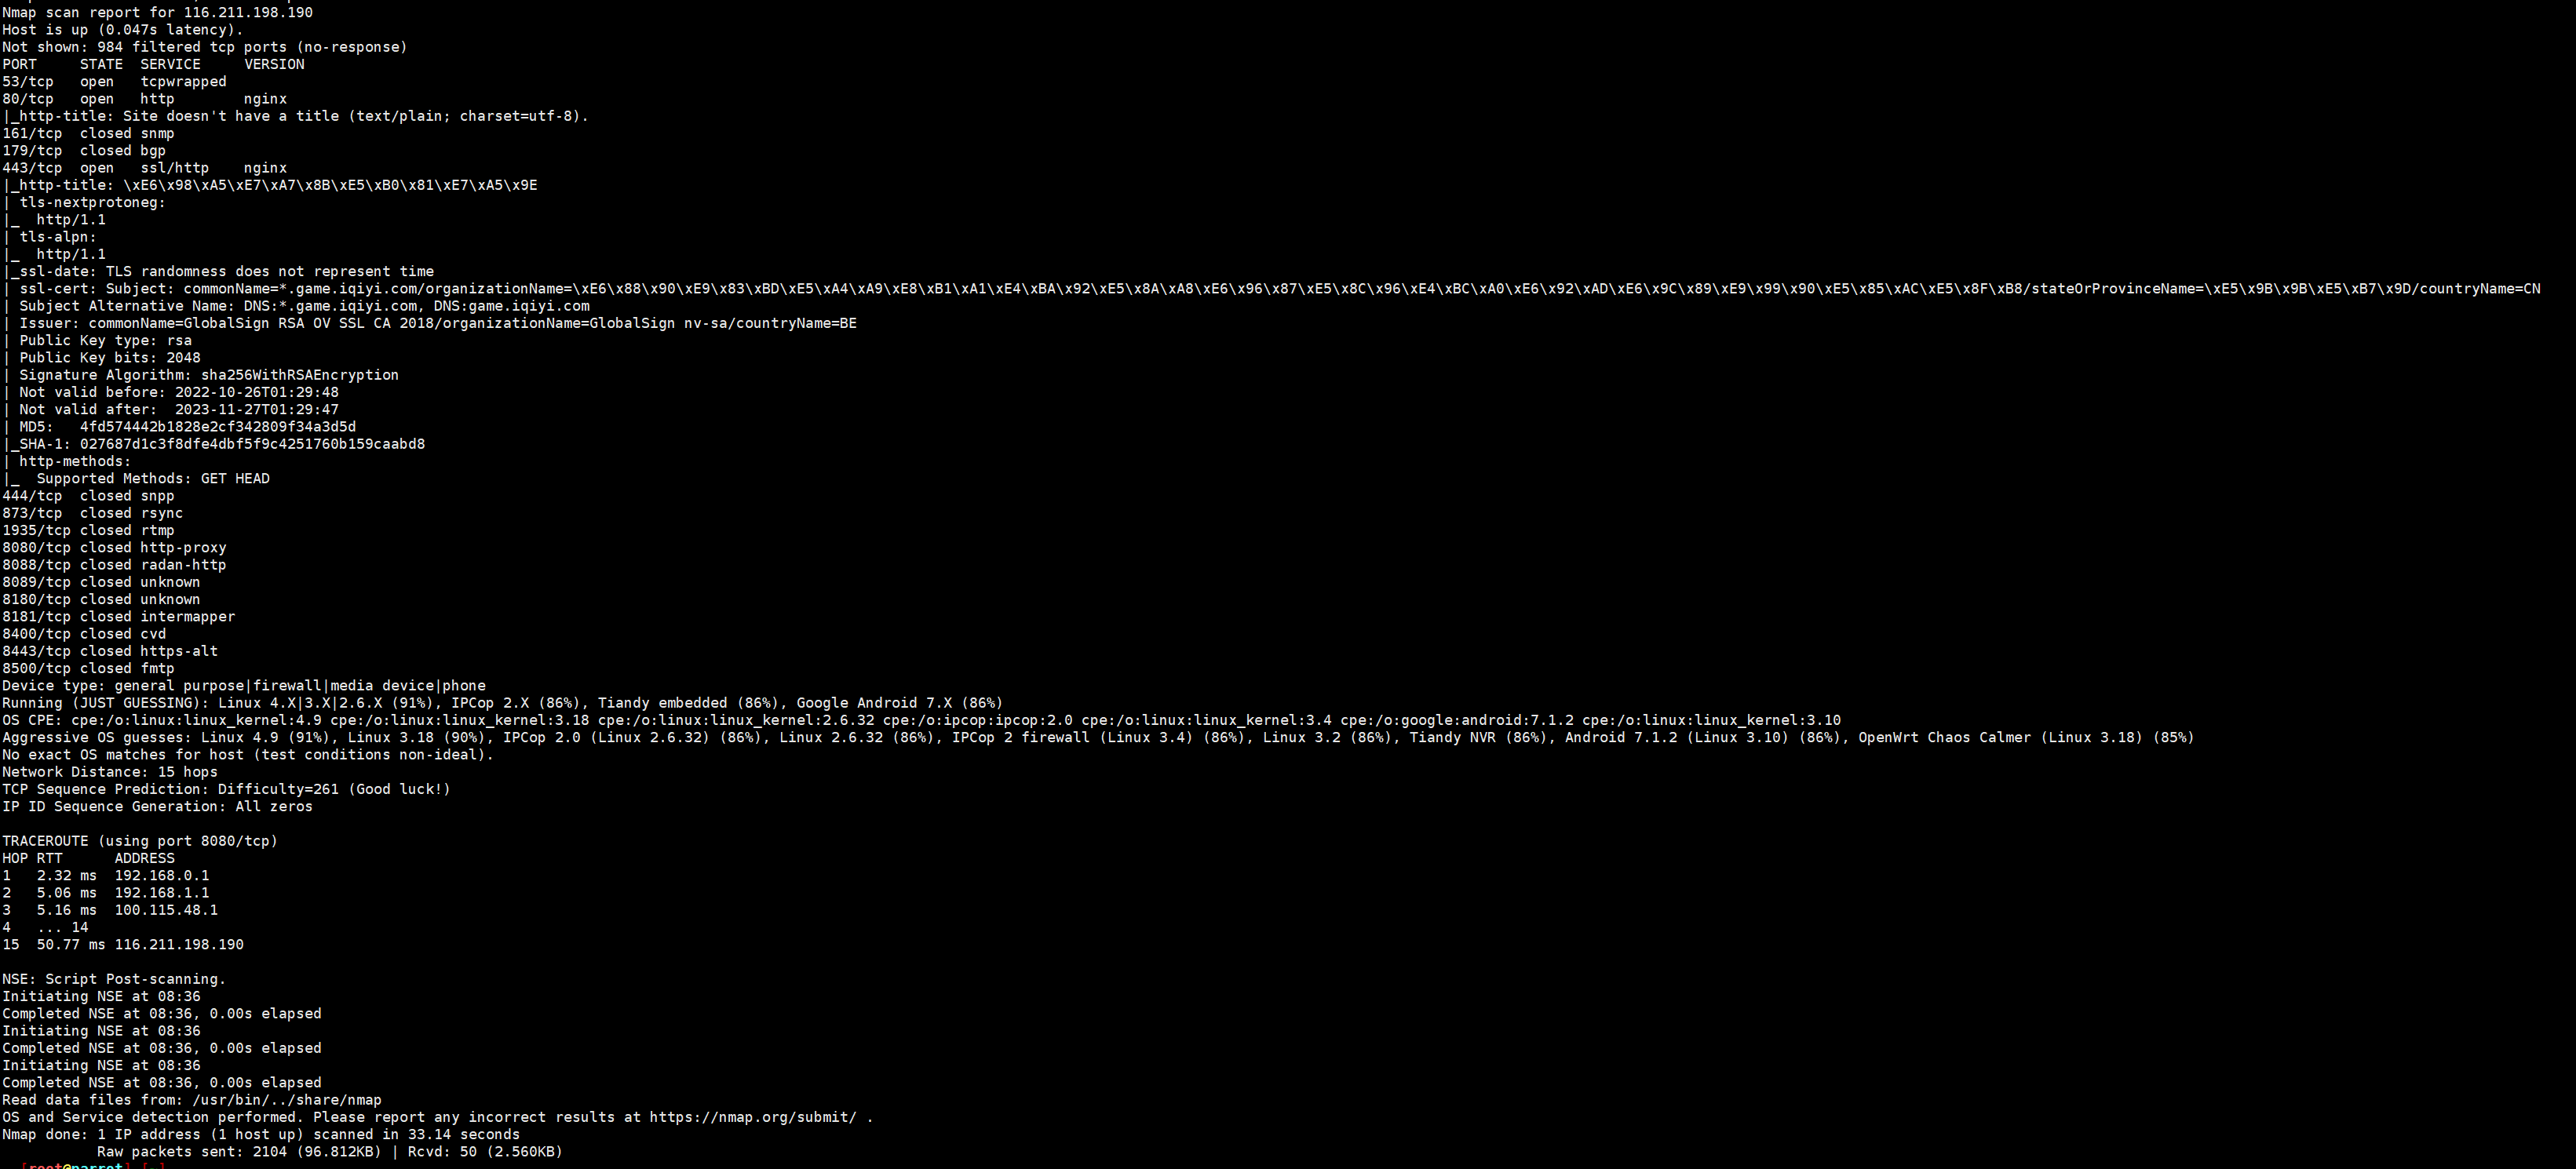 Nmap scan report for 116.211.198.190
Host is up (0.047s latency).
Not shown: 984 filtered tcp ports (no-response)
PORT     STATE  SERVICE     VERSION
53/tcp   open   tcpwrapped
80/tcp   open   http        nginx
|_http-title: Site doesn't have a title (text/plain; charset=utf-8).
161/tcp  closed snmp
179/tcp  closed bgp
443/tcp  open   ssl/http    nginx
|_http-title: \xE6\x98\xA5\xE7\xA7\x8B\xE5\xB0\x81\xE7\xA5\x9E
| tls-nextprotoneg:
|_  http/1.1
| tls-alpn:
|_  http/1.1
|_ssl-date: TLS randomness does not represent time
| ssl-cert: Subject: commonName=*.game.iqiyi.com/organizationName=\xE6\x88\x90\xE9\x83\xBD\xE5\xA4\xA9\xE8\xB1\xA1\xE4\xBA\x92\xE5\x8A\xA8\xE6\x96\x87\xE5\x8C\x96\xE4\xBC\xA0\xE6\x92\xAD\xE6\x9C\x89\xE9\x99\x90\xE5\x85\xAC\xE5\x8F\xB8/stateOrProvinceName=\xE5\x9B\x9B\xE5\xB7\x9D/countryName=CN
| Subject Alternative Name: DNS:*.game.iqiyi.com, DNS:game.iqiyi.com
| Issuer: commonName=GlobalSign RSA OV SSL CA 2018/organizationName=GlobalSign nv-sa/countryName=BE
| Public Key type: rsa
| Public Key bits: 2048
| Signature Algorithm: sha256WithRSAEncryption
| Not valid before: 2022-10-26T01:29:48
| Not valid after:  2023-11-27T01:29:47
| MD5:   4fd574442b1828e2cf342809f34a3d5d
|_SHA-1: 027687d1c3f8dfe4dbf5f9c4251760b159caabd8
| http-methods:
|_  Supported Methods: GET HEAD
444/tcp  closed snpp
873/tcp  closed rsync
1935/tcp closed rtmp
8080/tcp closed http-proxy
8088/tcp closed radan-http
8089/tcp closed unknown
8180/tcp closed unknown
8181/tcp closed intermapper
8400/tcp closed cvd
8443/tcp closed https-alt
8500/tcp closed fmtp
Device type: general purpose|firewall|media device|phone
Running (JUST GUESSING): Linux 4.X|3.X|2.6.X (91%), IPCop 2.X (86%), Tiandy embedded (86%), Google Android 7.X (86%)
OS CPE: cpe:/o:linux:linux_kernel:4.9 cpe:/o:linux:linux_kernel:3.18 cpe:/o:linux:linux_kernel:2.6.32 cpe:/o:ipcop:ipcop:2.0 cpe:/o:linux:linux_kernel:3.4 cpe:/o:google:android:7.1.2 cpe:/o:linux:linux_kernel:3.10
Aggressive OS guesses: Linux 4.9 (91%), Linux 3.18 (90%), IPCop 2.0 (Linux 2.6.32) (86%), Linux 2.6.32 (86%), IPCop 2 firewall (Linux 3.4) (86%), Linux 3.2 (86%), Tiandy NVR (86%), Android 7.1.2 (Linux 3.10) (86%), OpenWrt Chaos Calmer (Linux 3.18) (85%)
No exact OS matches for host (test conditions non-ideal).
Network Distance: 15 hops
TCP Sequence Prediction: Difficulty=261 (Good luck!)
IP ID Sequence Generation: All zeros
TRACEROUTE (using port 8080/tcp)
HOP RTT      ADDRESS
1   2.32 ms  192.168.0.1
2   5.06 ms  192.168.1.1
3   5.16 ms  100.115.48.1
4   ... 14
15  50.77 ms 116.211.198.190
NSE: Script Post-scanning.
Initiating NSE at 08:36
Completed NSE at 08:36, 0.00s elapsed
Initiating NSE at 08:36
Completed NSE at 08:36, 0.00s elapsed
Initiating NSE at 08:36
Completed NSE at 08:36, 0.00s elapsed
Read data files from: /usr/bin/../share/nmap
OS and Service detection performed. Please report any incorrect results at https://nmap.org/submit/ .
Nmap done: 1 IP address (1 host up) scanned in 33.14 seconds
           Raw packets sent: 2104 (96.812KB) | Rcvd: 50 (2.560KB)
[root@parrot]